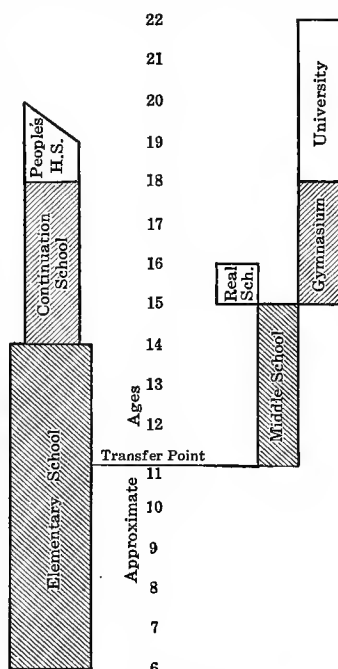 22
21
20
19
18
17
16
15
14
13
12
11
10
9
8
7
6
Approximate Ages
People's
H.S.
Continuation
School
Elementary School
Transfer Point
Real
Sch.
Middle School
Gymnasium
University